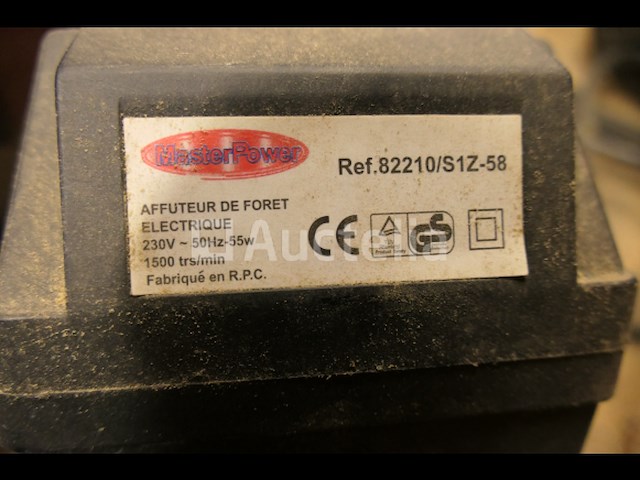 MasterPower
Ref.82210/S1Z-58
AFFUTEUR DE FORET
ELECTRIQUE
230V ~ 50Hz-55w
1500 trs/min
Fabriqué en R.P.C.
CE
GS
Auctelia